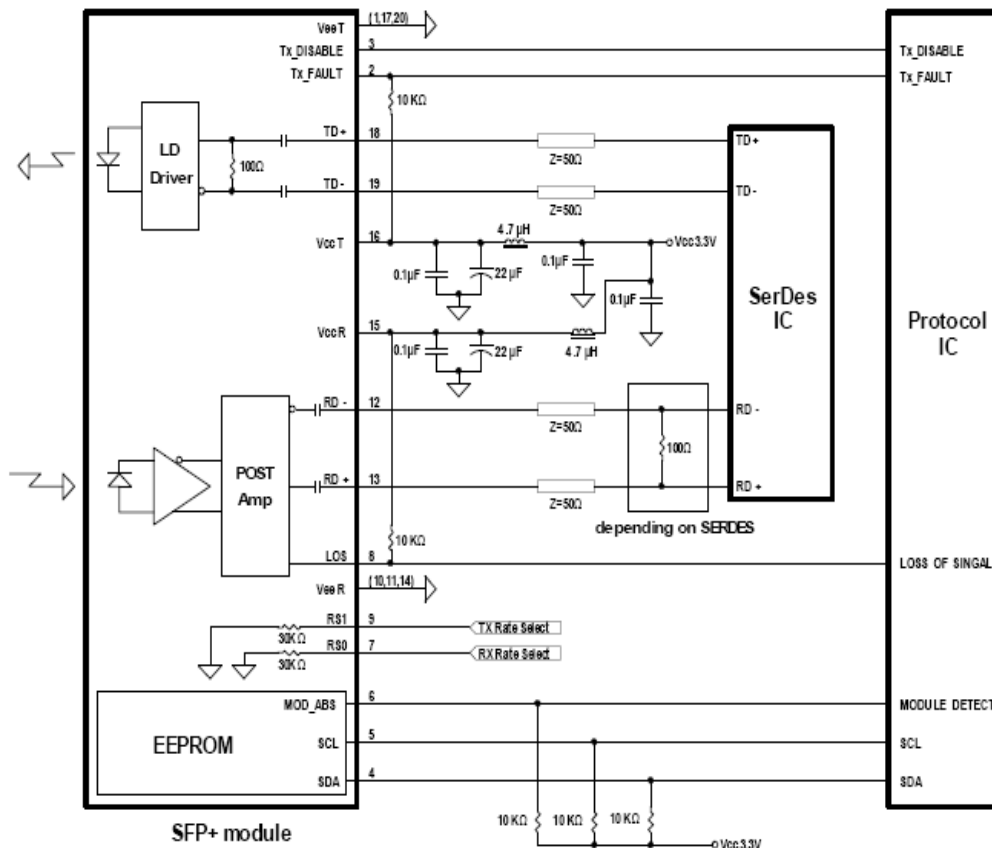 VeeT (1,17,20)
Tx_DISABLE 3 Tx_DISABLE
Tx_FAULT 2 Tx_FAULT
10 KΩ
LD
Driver
100Ω
TD+ 18 TD+
Z=50Ω
TD- 19 TD-
Z=50Ω
4.7 µH
VccT 16 Vcc3.3V
0.1µF
22 µF
0.1µF
0.1µF
SerDes
IC
Protocol
IC
VccR 15
0.1µF
22 µF
4.7 µH
RD - 12 RD -
Z=50Ω
100Ω
POST
Amp
RD + 13 RD +
Z=50Ω
depending on SERDES
10 KΩ
LOS 8 LOSS OF SINGAL
VeeR (10,11,14)
RS1 9 TX Rate Select
30KΩ
RS0 7 RX Rate Select
30KΩ
MOD_ABS 6 MODULE DETECT
EEPROM
SCL 5 SCL
SDA 4 SDA
10 KΩ 10 KΩ 10 KΩ
SFP+ module
Vcc3.3V